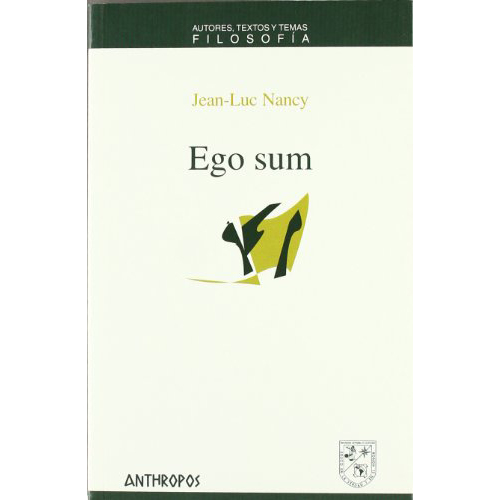 AUTORES, TEXTOS Y TEMAS
FILOSOFÍA
Jean-Luc Nancy
Ego sum
ANTHROPOS